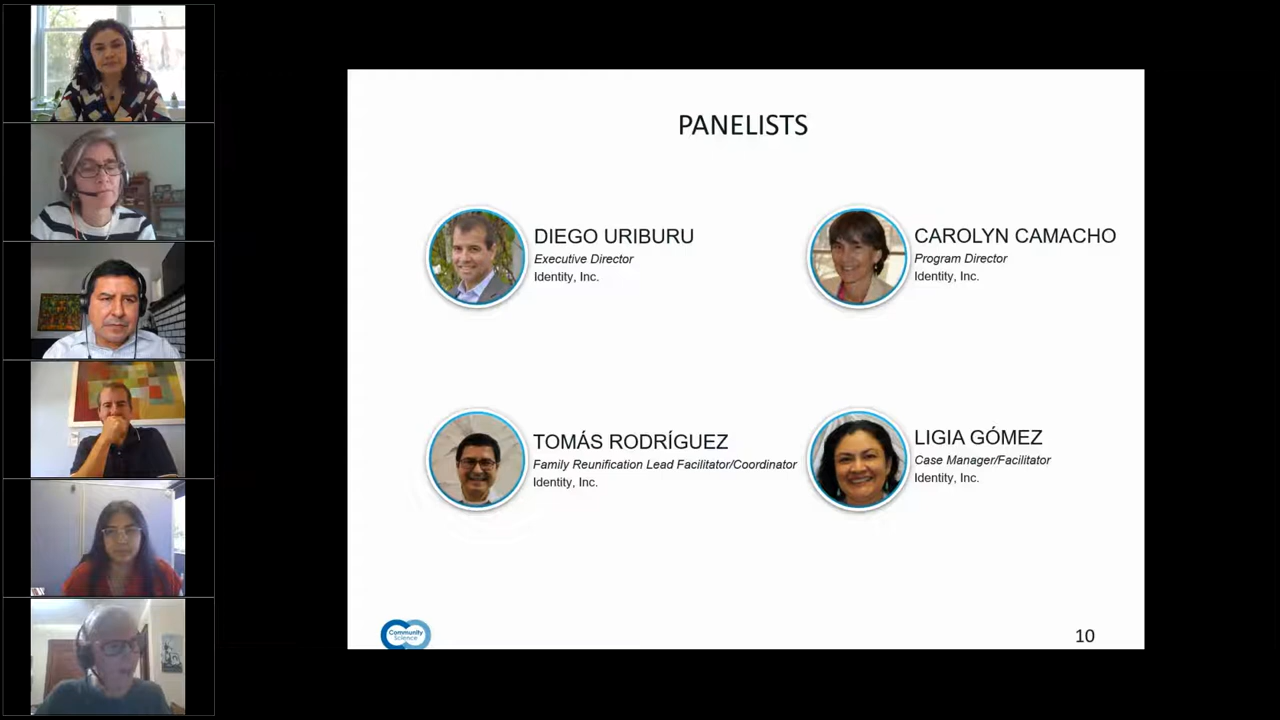 PANELISTS
DIEGO URIBURU
Executive Director
Identity, Inc.
CAROLYN CAMACHO
Program Director
Identity, Inc.
TOMÁS RODRÍGUEZ
Family Reunification Lead Facilitator/Coordinator
Identity, Inc.
LIGIA GÓMEZ
Case Manager/Facilitator
Identity, Inc.
Community
Science
10